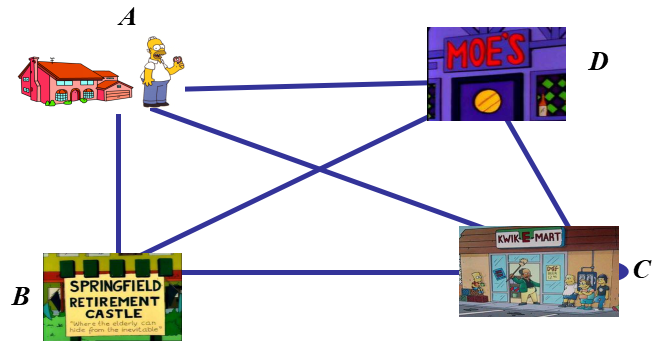 A
MOE'S
D
KWIK-E-MART
C
B
SPRINGFIELD
RETIREMENT
CASTLE
"Where the elderly can
hide from the inevitable"